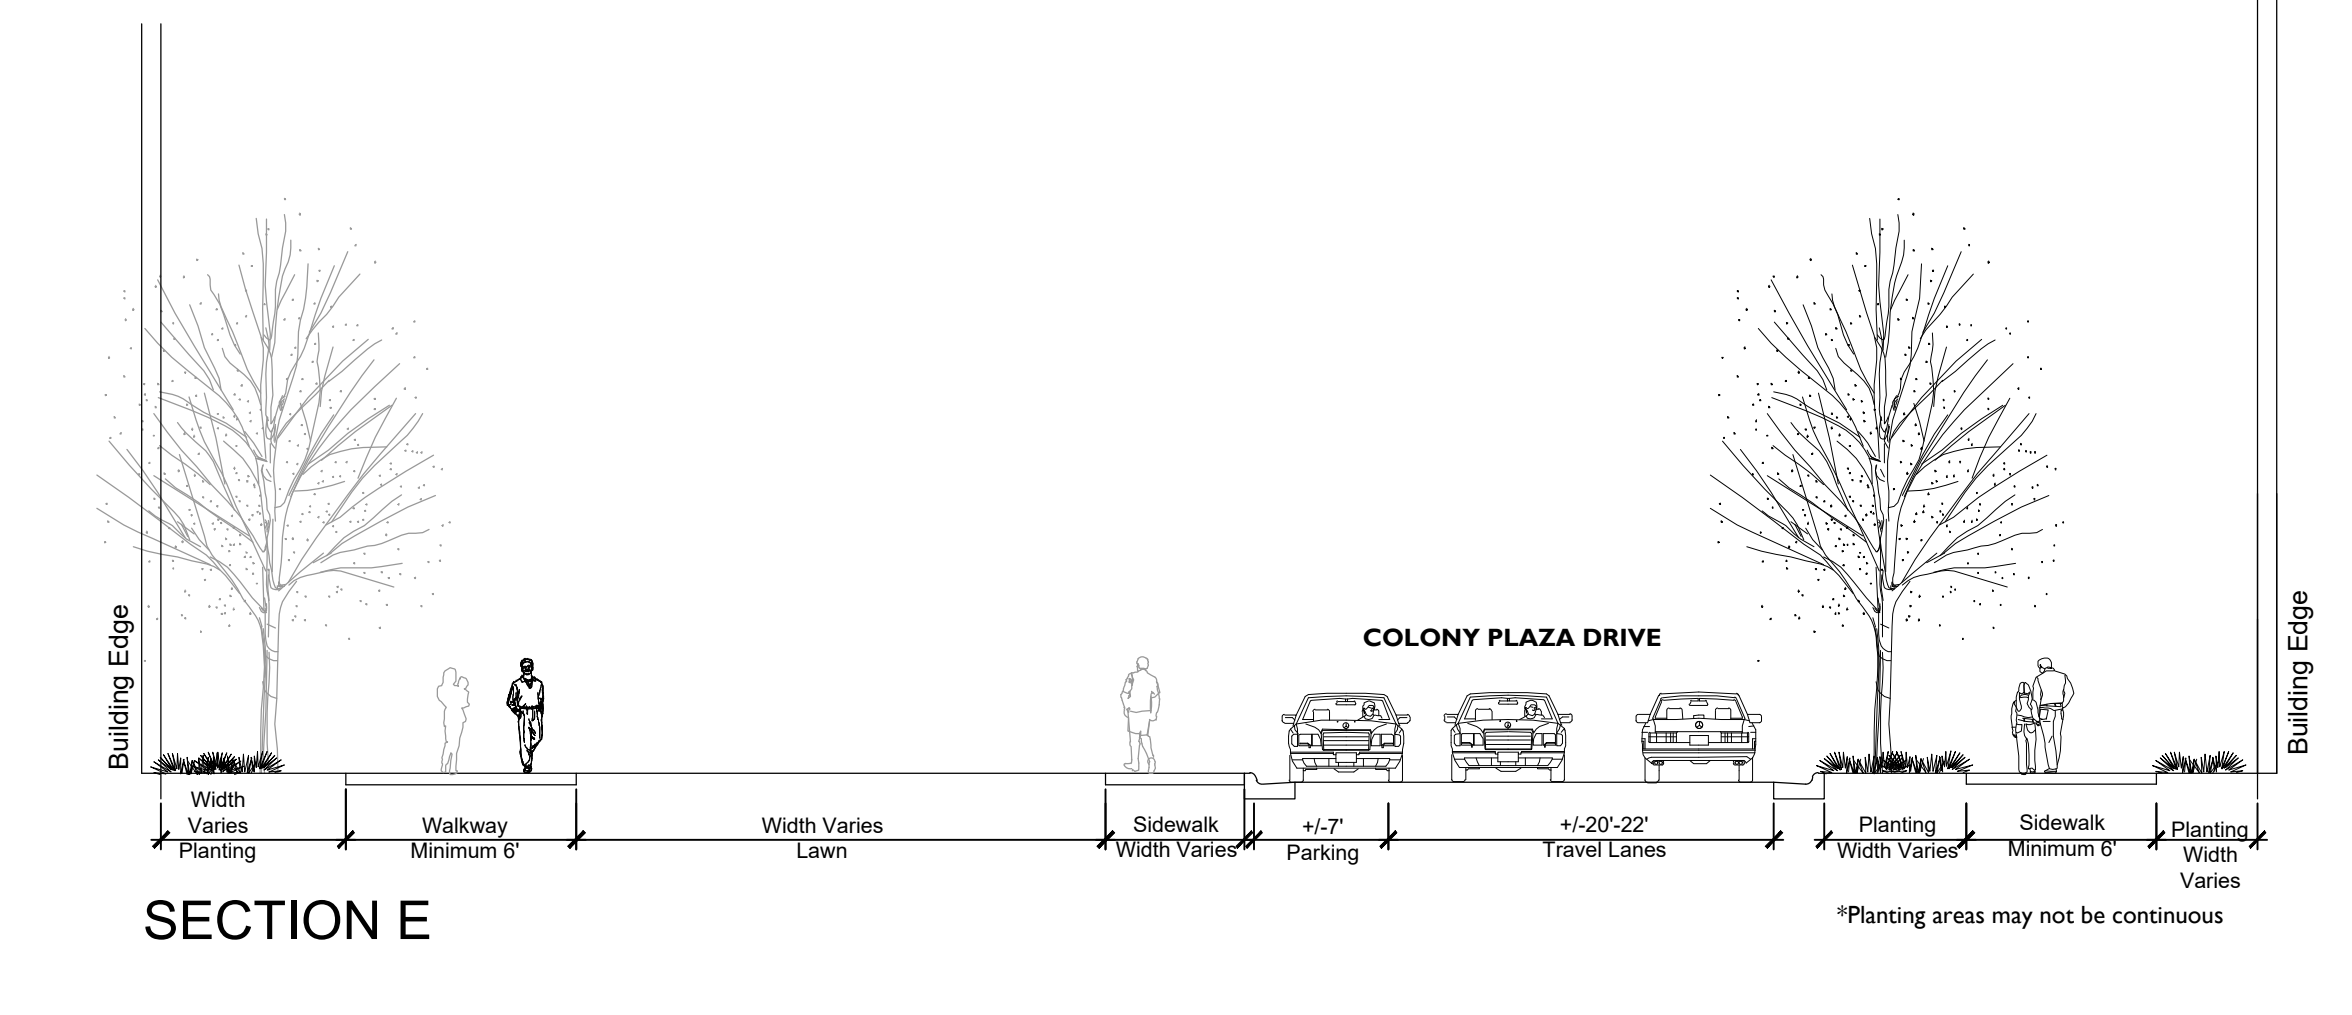 COLONY PLAZA DRIVE
Building Edge
Building Edge
Width
Varies
Planting
Walkway
Minimum 6'
Width Varies
Lawn
Sidewalk
Width Varies
+/-7'
Parking
+/-20'-22'
Travel Lanes
Planting
Width Varies
Sidewalk
Minimum 6'
Planting
Width
Varies
SECTION E
*Planting areas may not be continuous